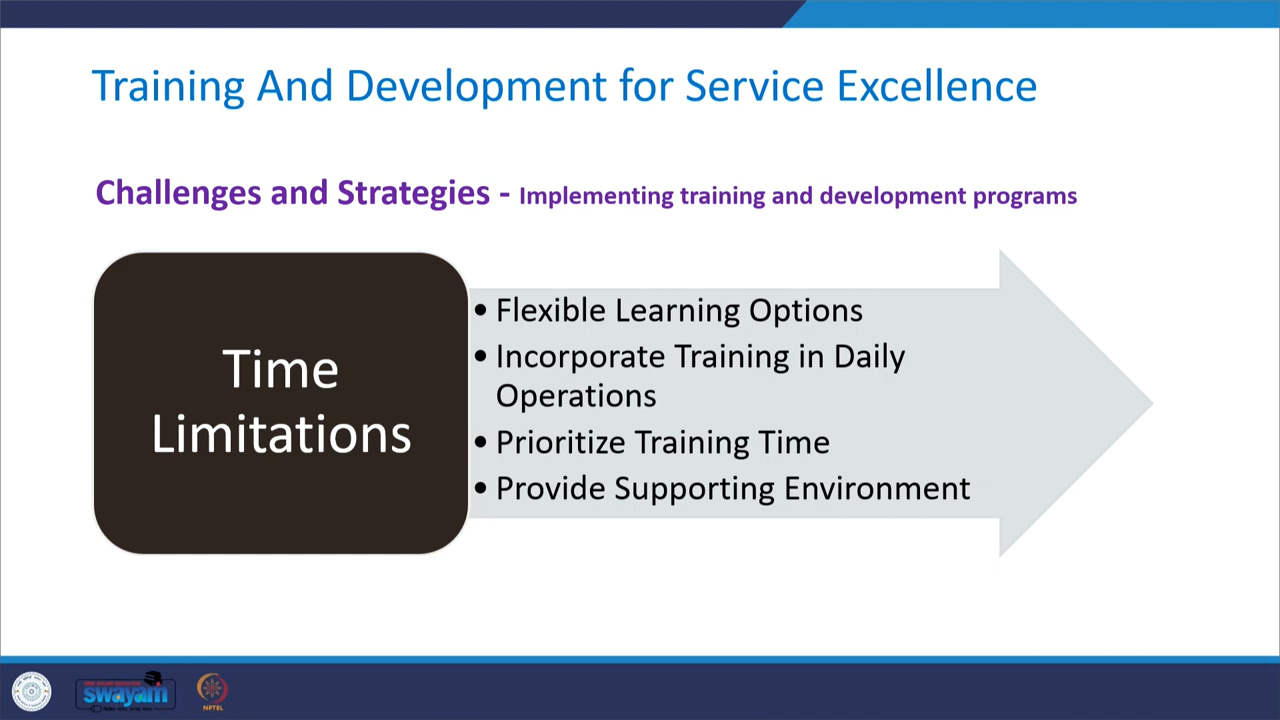 Training And Development for Service Excellence
Challenges and Strategies - Implementing training and development programs
Time
Limitations
• Flexible Learning Options
• Incorporate Training in Daily
Operations
• Prioritize Training Time
• Provide Supporting Environment
swayam
NPTEL